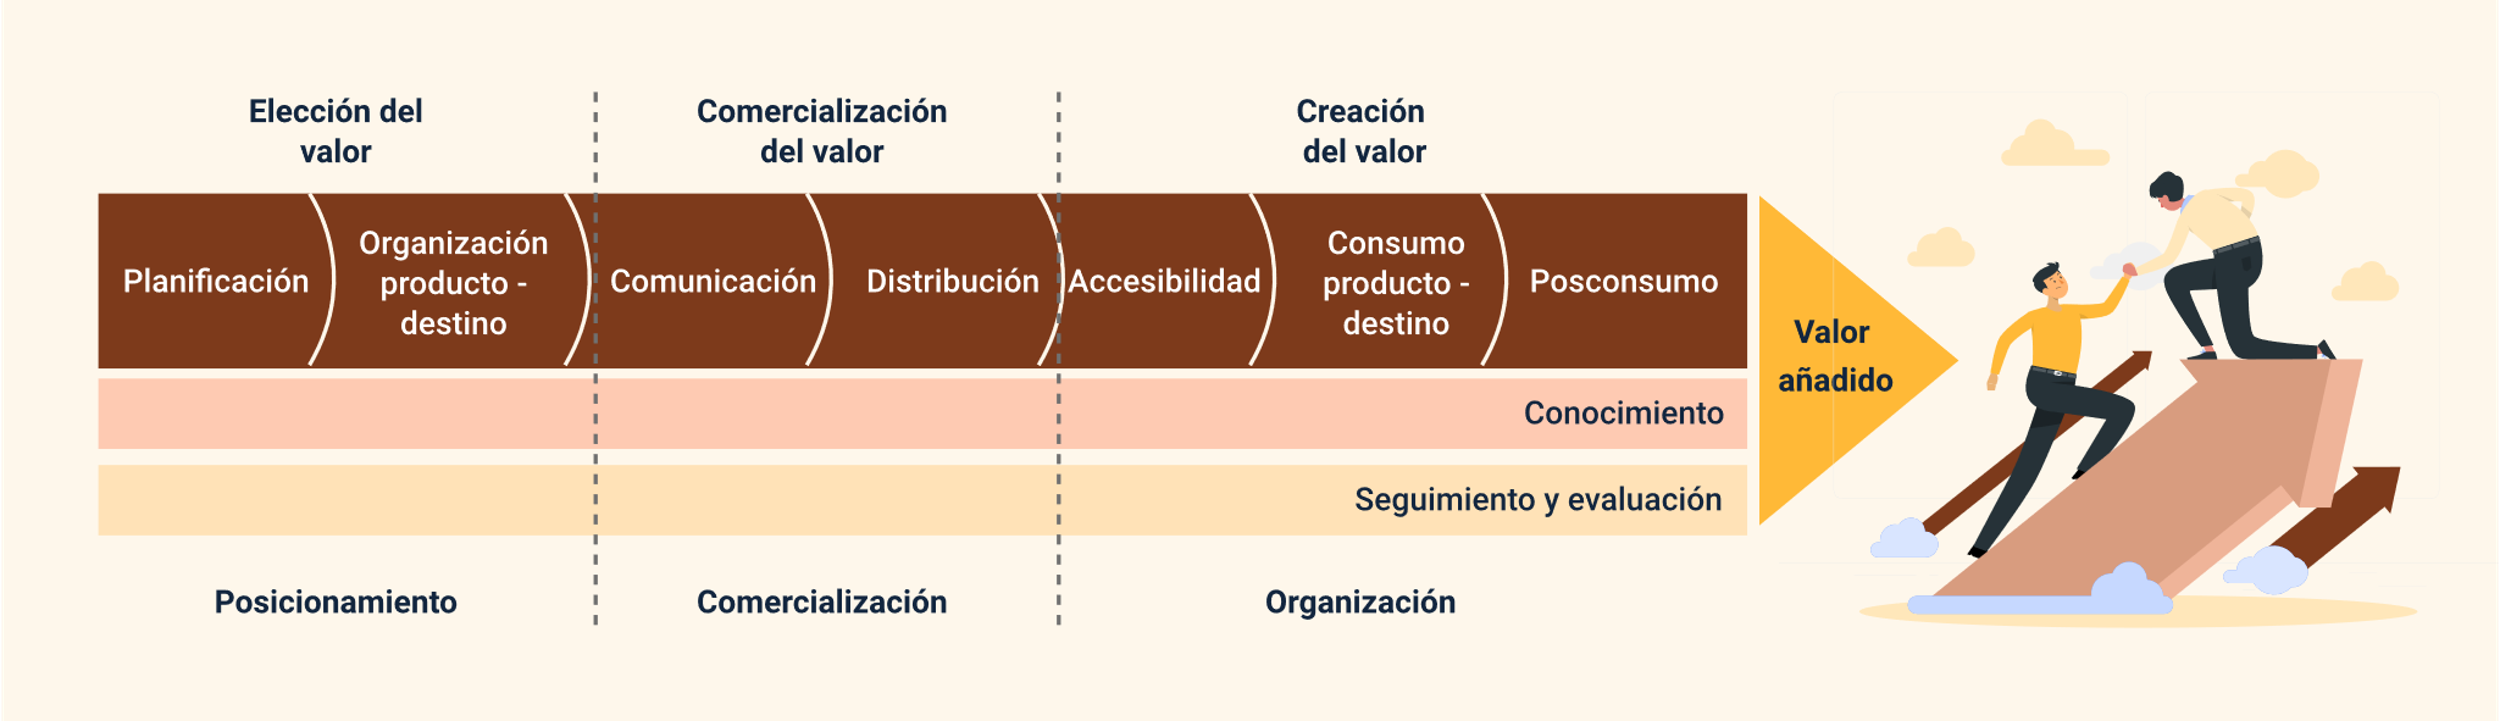 Elección del
valor
Comercialización
del valor
Creación
del valor
Planificación
Organización
producto -
destino
Comunicación
Distribución
Accesibilidad
Consumo
producto -
destino
Posconsumo
Valor
añadido
Conocimiento
Seguimiento y evaluación
Posicionamiento
Comercialización
Organización